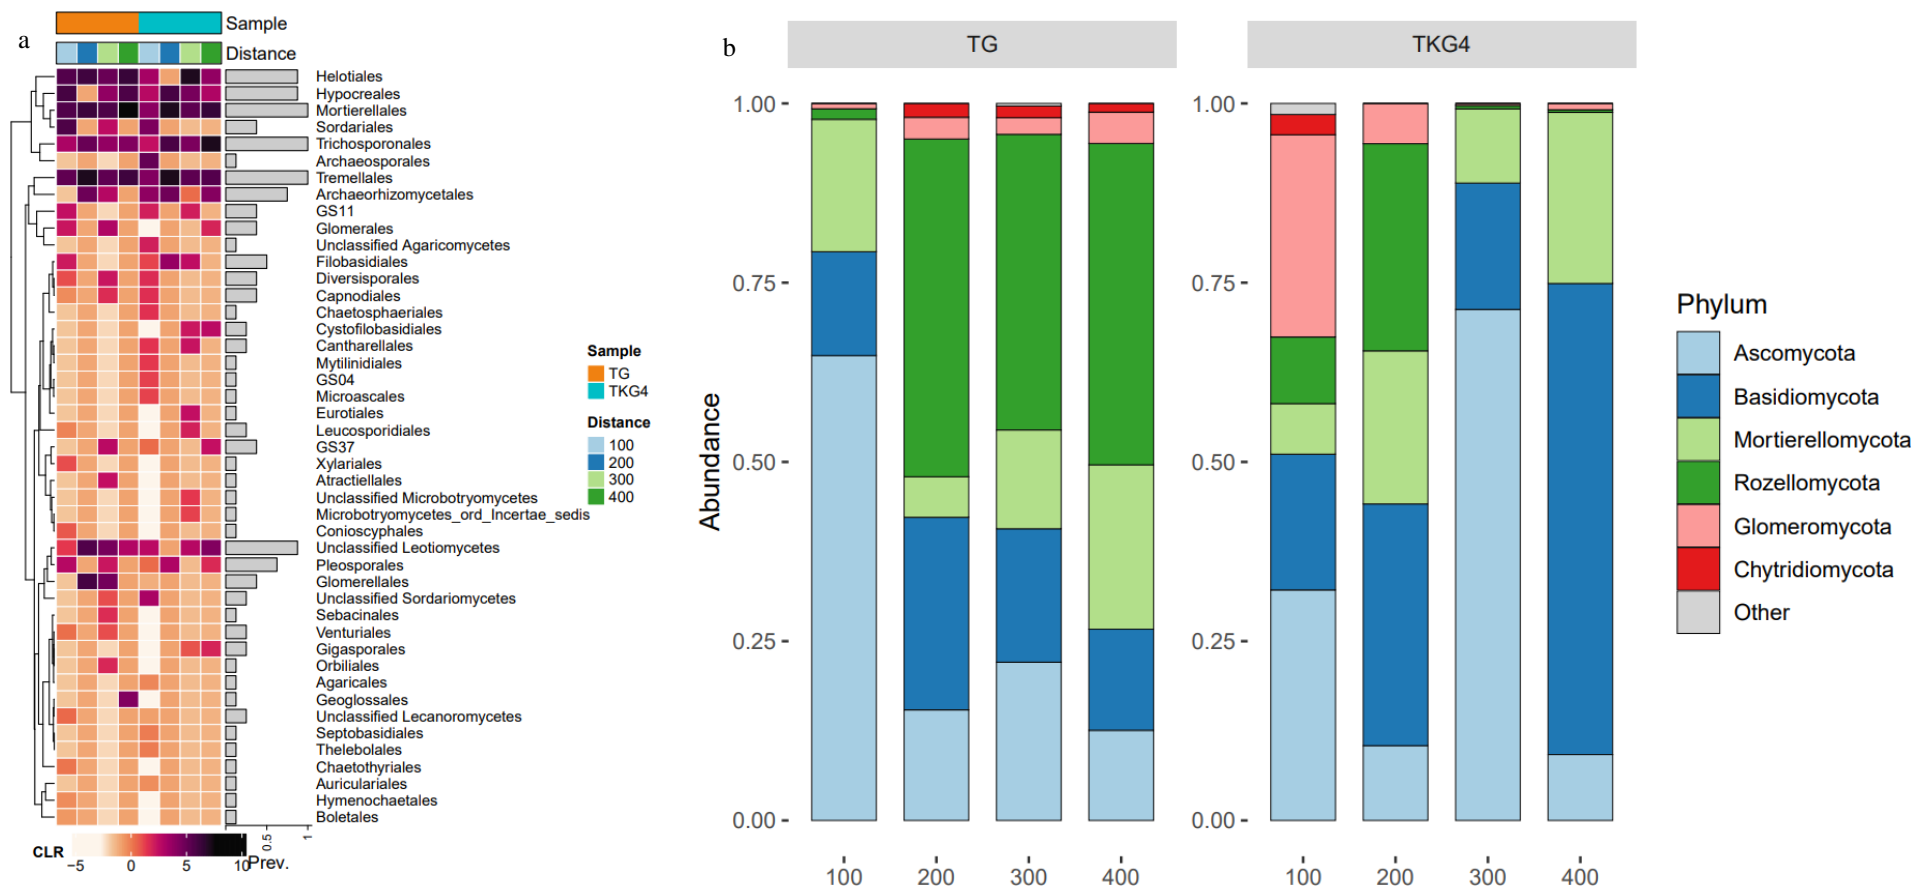 a
Sample
Distance
Helotiales
Hypocreales
Mortierellales
Sordariales
Trichosporonales
Archaeosporales
Tremellales
Archaeorhizomycetales
GS11
Glomerales
Unclassified Agaricomycetes
Filobasidiales
Diversisporales
Capnodiales
Chaetosphaeriales
Cystofilobasidiales
Cantharellales
Mytilinidiales
GS04
Microascales
Eurotiales
Leucosporidiales
GS37
Xylariales
Atractiellales
Unclassified Microbotryomycetes
Microbotryomycetes_ord_Incertae_sedis
Conioscyphales
Unclassified Leotiomycetes
Pleosporales
Glomerellales
Unclassified Sordariomycetes
Sebacinales
Venturiales
Gigasporales
Orbiliales
Agaricales
Geoglossales
Unclassified Lecanoromycetes
Septobasidiales
Thelebolales
Chaetothyriales
Auriculariales
Hymenochaetales
Boletales
0.5
1
Prev.
CLR
−5 0 5 10
Sample
TG
TKG4
Distance
100
200
300
400
b
TG
TKG4
Abundance
1.00
0.75
0.50
0.25
0.00
100 200 300 400
1.00
0.75
0.50
0.25
0.00
100 200 300 400
Phylum
Ascomycota
Basidiomycota
Mortierellomycota
Rozellomycota
Glomeromycota
Chytridiomycota
Other